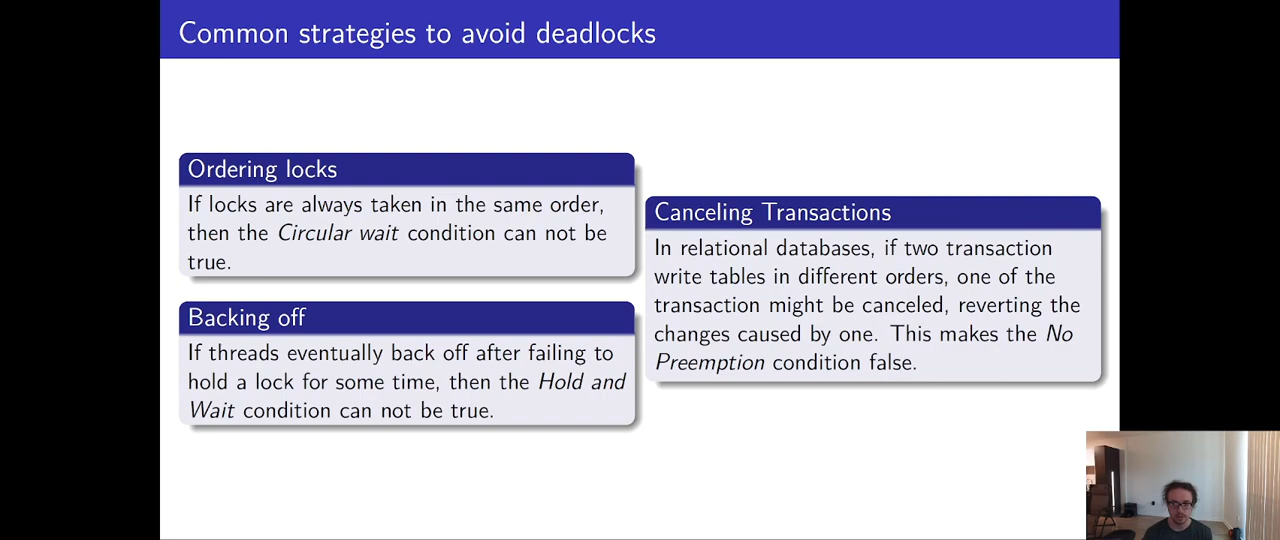 Common strategies to avoid deadlocks
Ordering locks
If locks are always taken in the same order,
then the Circular wait condition can not be
true.
Backing off
If threads eventually back off after failing to
hold a lock for some time, then the Hold and
Wait condition can not be true.
Canceling Transactions
In relational databases, if two transaction
write tables in different orders, one of the
transaction might be canceled, reverting the
changes caused by one. This makes the No
Preemption condition false.